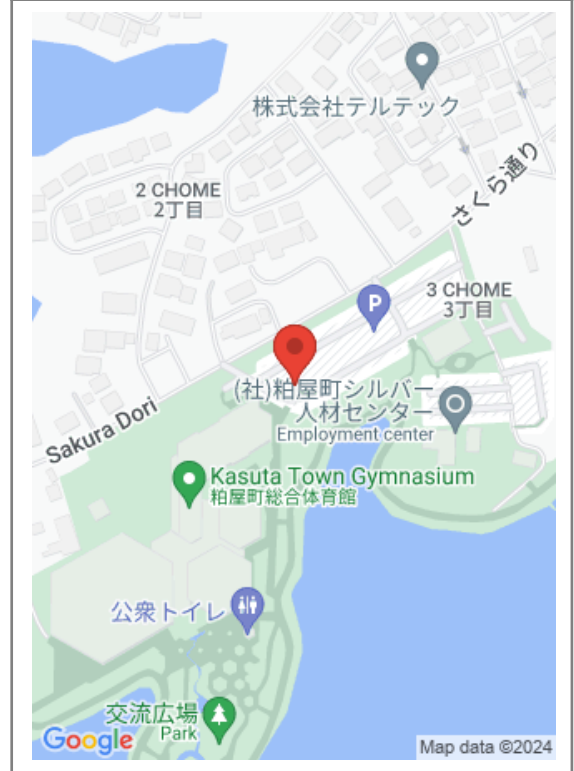 株式会社テルテック
さくら通り
2 CHOME
2丁目
P
3 CHOME
3丁目
(社)粕屋町シルバー
人材センター
Employment center
Sakura Dori
Kasuta Town Gymnasium
粕屋町総合体育館
公衆トイレ
交流広場
Park
Google
Map data ©2024